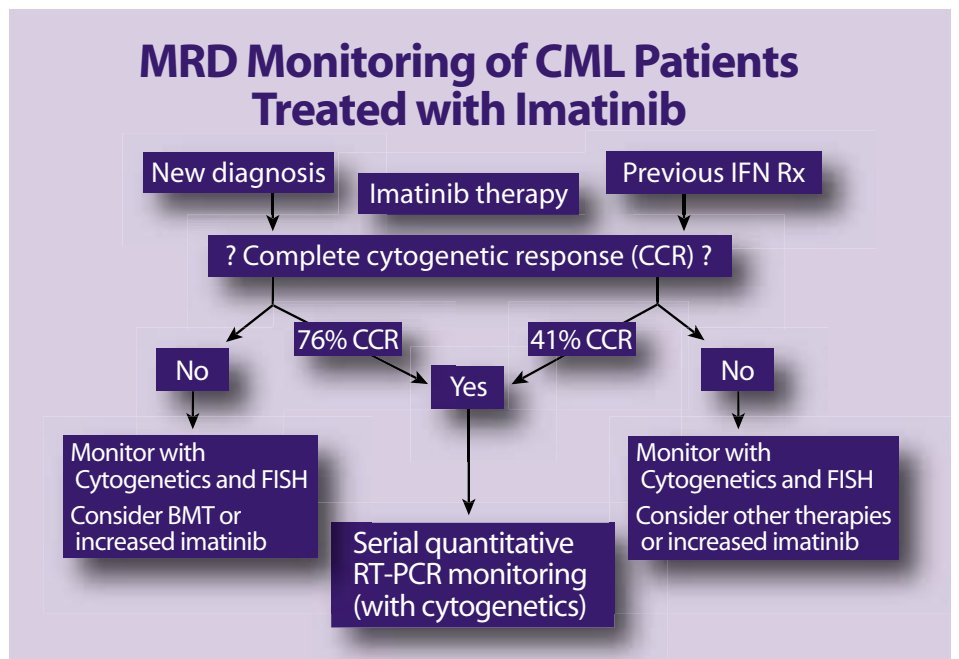 MRD Monitoring of CML Patients
Treated with Imatinib
New diagnosis
Imatinib therapy
Previous IFN Rx
? Complete cytogenetic response (CCR) ?
76% CCR
41% CCR
No
Yes
No
Monitor with
Cytogenetics and FISH
Consider BMT or
increased imatinib
Serial quantitative
RT-PCR monitoring
(with cytogenetics)
Monitor with
Cytogenetics and FISH
Consider other therapies
or increased imatinib